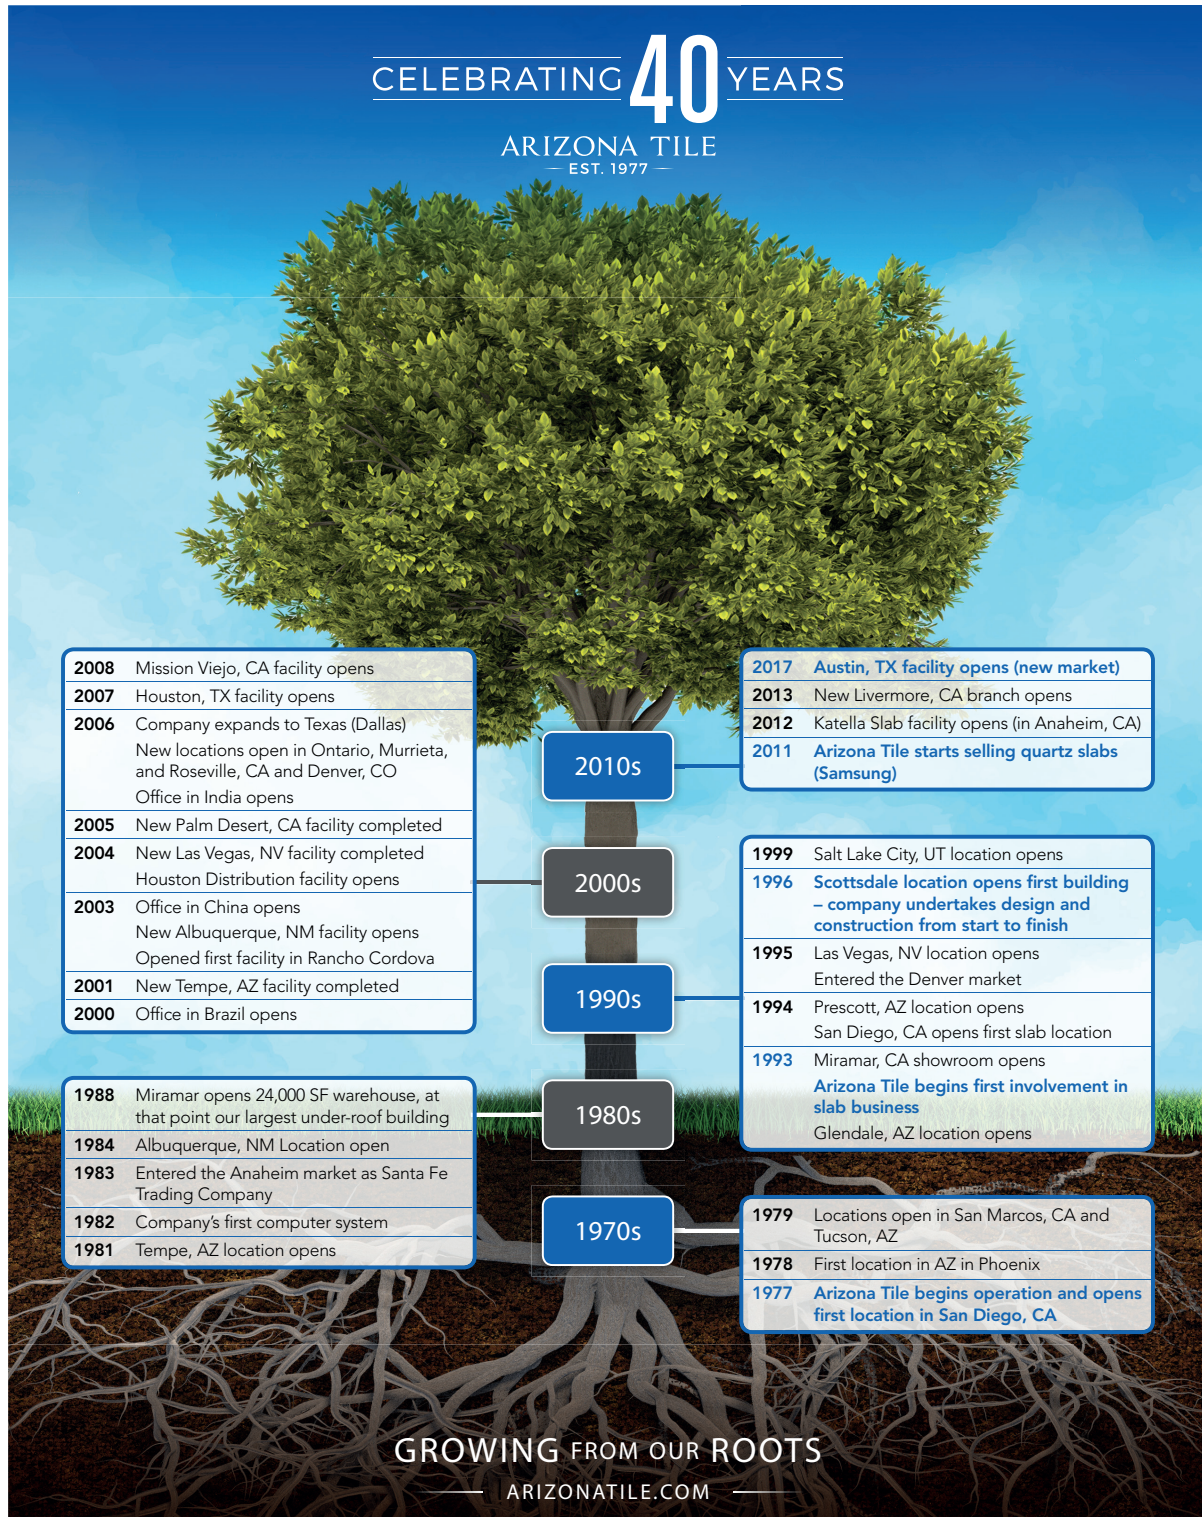 CELEBRATING 40 YEARS
ARIZONA TILE
EST. 1977
2008 Mission Viejo, CA facility opens
2007 Houston, TX facility opens
2006 Company expands to Texas (Dallas)
New locations open in Ontario, Murrieta,
and Roseville, CA and Denver, CO
Office in India opens
2005 New Palm Desert, CA facility completed
2004 New Las Vegas, NV facility completed
Houston Distribution facility opens
2003 Office in China opens
New Albuquerque, NM facility opens
Opened first facility in Rancho Cordova
2001 New Tempe, AZ facility completed
2000 Office in Brazil opens
1988 Miramar opens 24,000 SF warehouse, at
that point our largest under-roof building
1984 Albuquerque, NM Location open
1983 Entered the Anaheim market as Santa Fe
Trading Company
1982 Company's first computer system
1981 Tempe, AZ location opens
2010s
2000s
1990s
1980s
1970s
2017 Austin, TX facility opens (new market)
2013 New Livermore, CA branch opens
2012 Katella Slab facility opens (in Anaheim, CA)
2011 Arizona Tile starts selling quartz slabs
(Samsung)
1999 Salt Lake City, UT location opens
1996 Scottsdale location opens first building
– company undertakes design and
construction from start to finish
1995 Las Vegas, NV location opens
Entered the Denver market
1994 Prescott, AZ location opens
San Diego, CA opens first slab location
1993 Miramar, CA showroom opens
Arizona Tile begins first involvement in
slab business
Glendale, AZ location opens
1979 Locations open in San Marcos, CA and
Tucson, AZ
1978 First location in AZ in Phoenix
1977 Arizona Tile begins operation and opens
first location in San Diego, CA
GROWING FROM OUR ROOTS
ARIZONATILE.COM